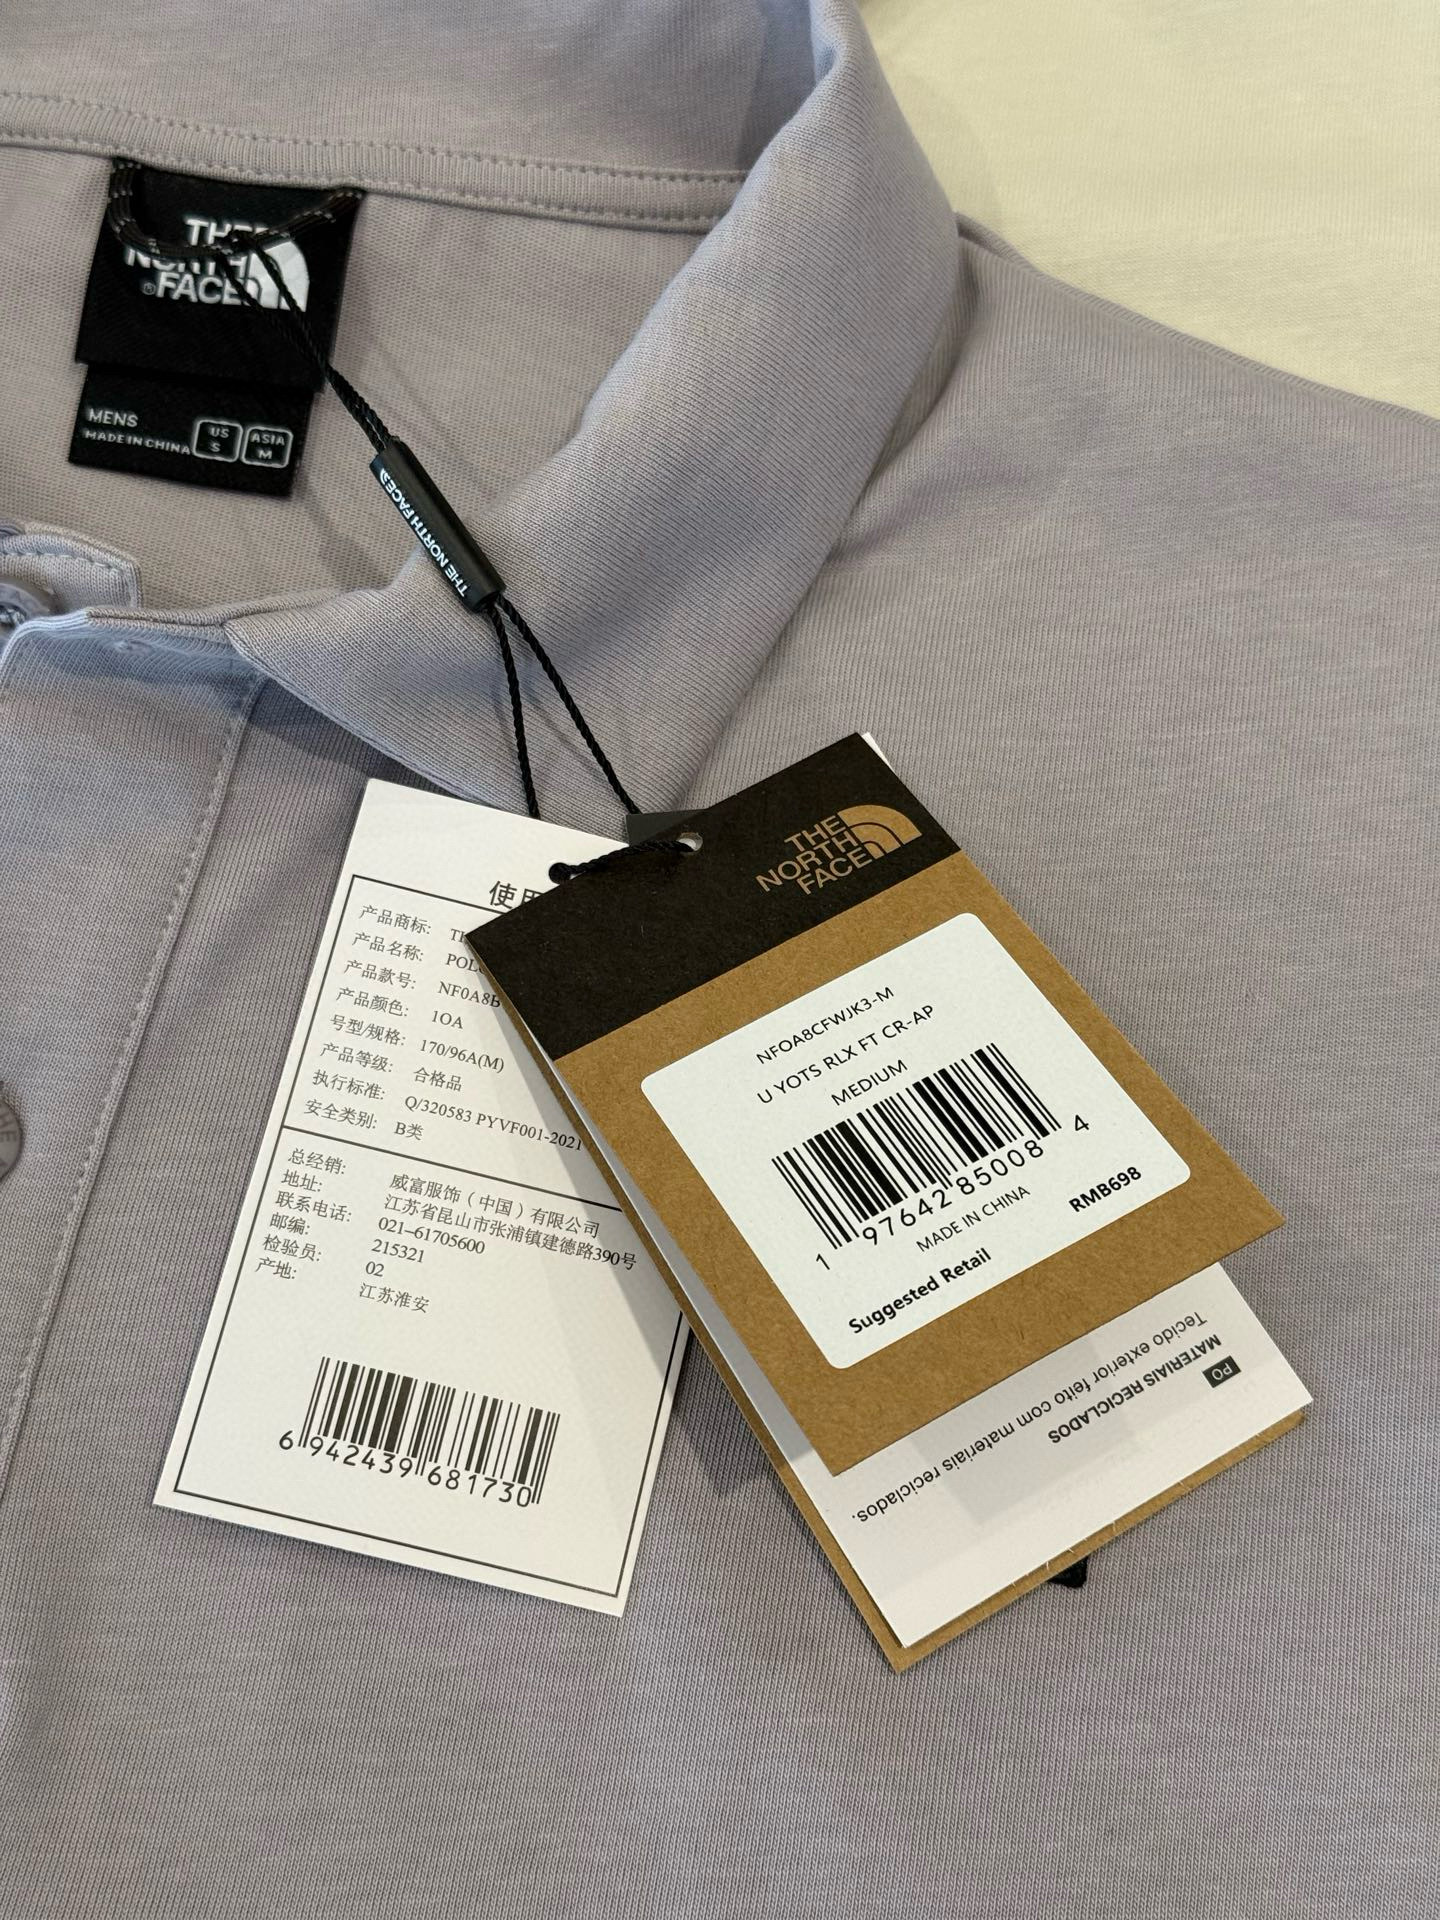 THE
NORTH
FACE
MENS
MADE IN CHINA
US
S
ASIA
M
THE NORTH FACE
产品商标:
产品名称:
产品款号: NF0A8B
产品颜色: 1OA
号型/规格: 170/96A(M)
产品等级: 合格品
执行标准: Q/320583 PYVF001-2021
安全类别: B类
总经销: 威富服饰（中国）有限公司
地址: 江苏省昆山市张浦镇建德路390号
联系电话: 021-61705600
邮编: 215321
检验员: 02
产地: 江苏淮安
6 942439 681730
THE
NORTH
FACE
NF0A8CFWJK3-M
U YOTS RLX FT CR-AP
MEDIUM
1 97642 85008 4
MADE IN CHINA
Suggested Retail RMB698
PO
MATERIAIS RECICLADOS
Tecido exterior feito com materiais reciclados.